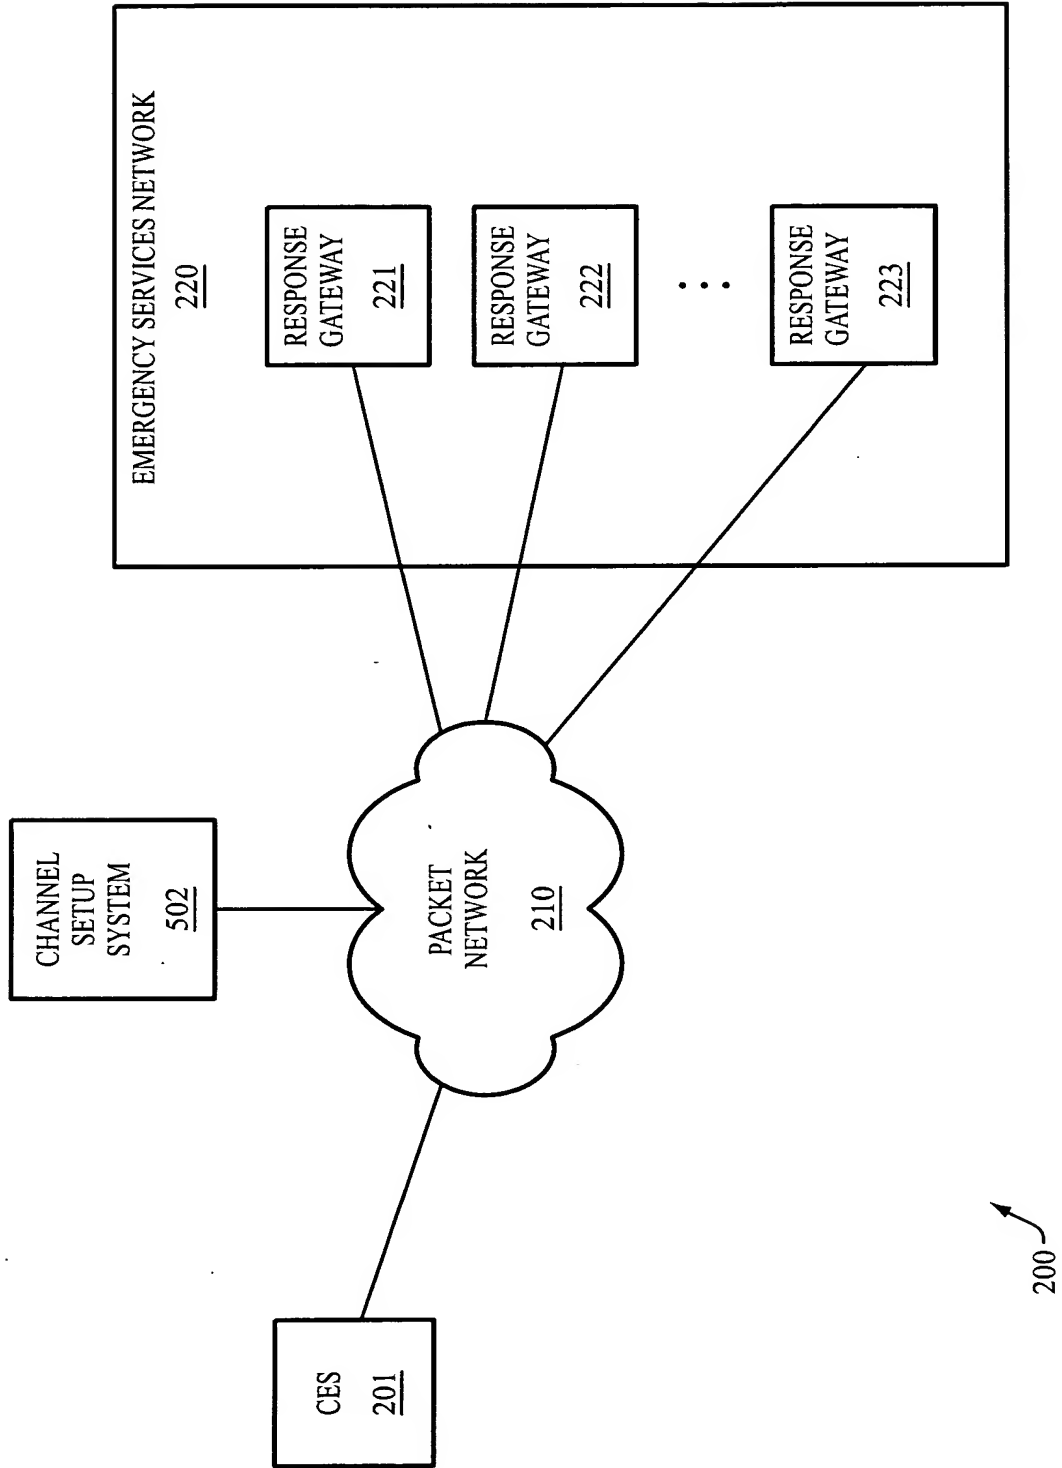 EMERGENCY SERVICES NETWORK
220
CHANNEL
SETUP
SYSTEM
502
RESPONSE
GATEWAY
221
CES
201
PACKET
NETWORK
210
RESPONSE
GATEWAY
222
. . .
RESPONSE
GATEWAY
223
200